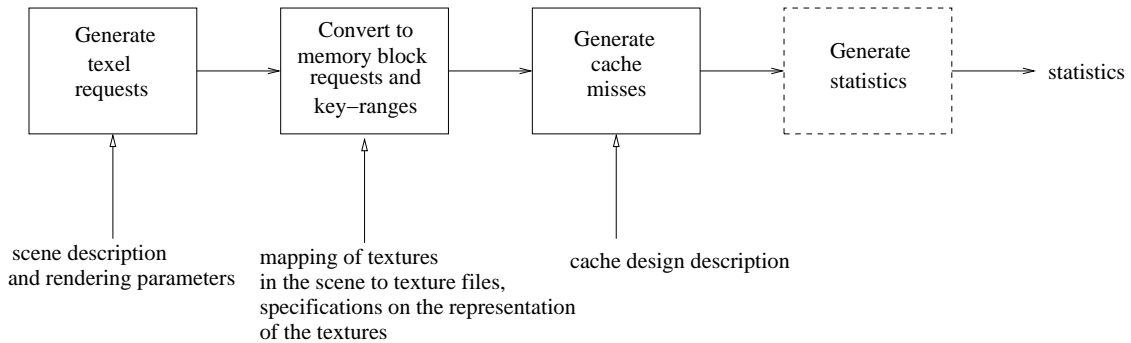 Generate
texel
requests
Convert to
memory block
requests and
key−ranges
Generate
cache
misses
Generate
statistics
statistics
scene description
and rendering parameters
mapping of textures
in the scene to texture files,
specifications on the representation
of the textures
cache design description